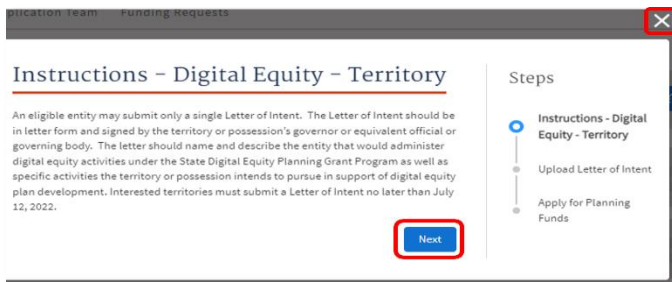 plication Team Funding Requests
Instructions - Digital Equity - Territory
An eligible entity may submit only a single Letter of Intent. The Letter of Intent should be
in letter form and signed by the territory or possession's governor or equivalent official or
governing body. The letter should name and describe the entity that would administer
digital equity activities under the State Digital Equity Planning Grant Program as well as
specific activities the territory or possession intends to pursue in support of digital equity
plan development. Interested territories must submit a Letter of Intent no later than July
12, 2022.
Next
Steps
Instructions - Digital
Equity - Territory
Upload Letter of Intent
Apply for Planning
Funds